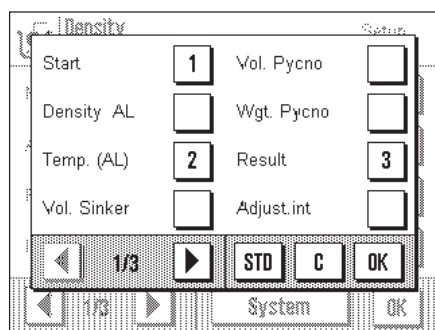 Density Setup
Start 1 Vol. Pycno
Density AL Wgt. Pycno
Temp. (AL) 2 Result 3
Vol. Sinker Adjust.int
1/3 STD C OK
1/3 System OK